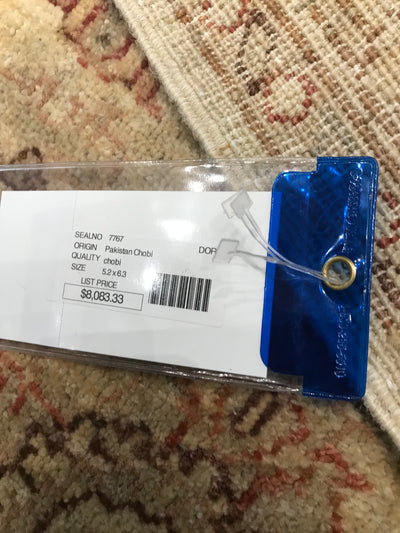 SEALNO 7767
ORIGIN Pakistan Chobi DOR
QUALITY chobi
SIZE 5.2 x 6.3
LIST PRICE
$8,083.33